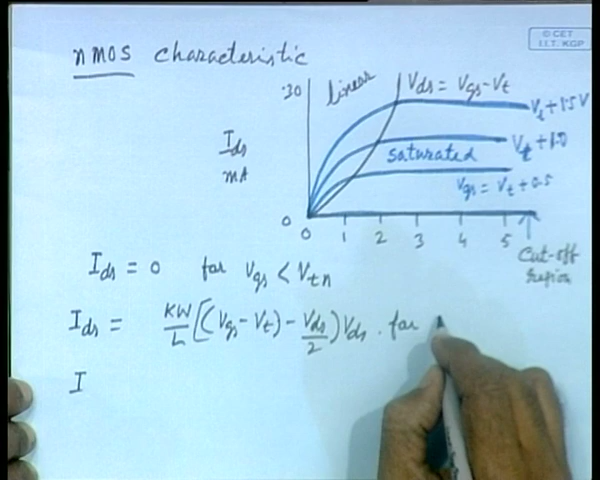 © CET
I.I.T. KGP
nmos characteristic
.30
linear
Vds = Vgs - Vt
Vt + 1.5V
Ids
mA
Vt + 1.0
saturated
Vgs = Vt + 0.5
0
0 1 2 3 4 5
Cut-off
region
Ids = 0 for Vgs < Vtn
Ids = KW/L [(Vgs - Vt) - Vds/2) Vds . for
I